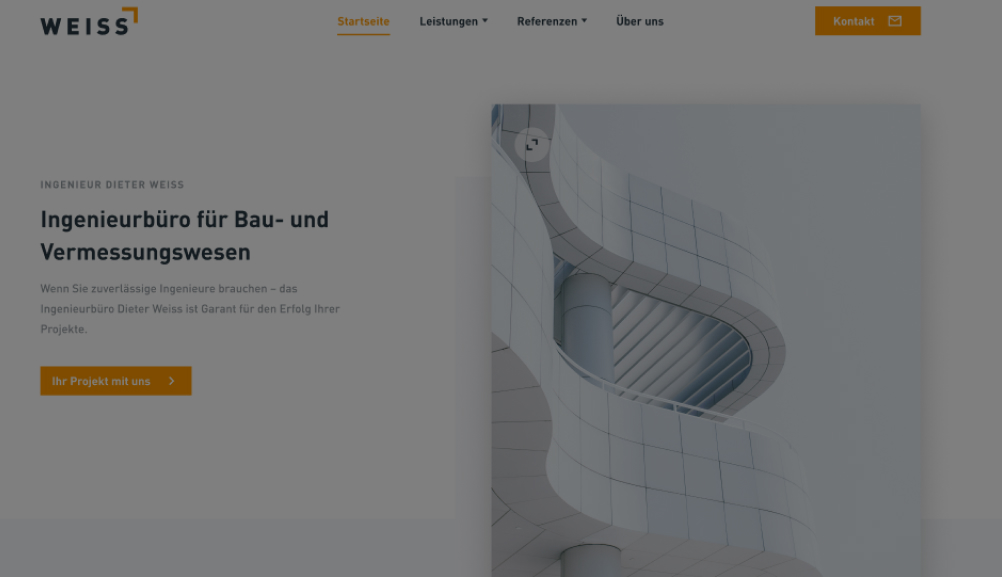 WEISS
Startseite
Leistungen
Referenzen
Über uns
Kontakt
INGENIEUR DIETER WEISS
Ingenieurbüro für Bau- und
Vermessungswesen
Wenn Sie zuverlässige Ingenieure brauchen – das
Ingenieurbüro Dieter Weiss ist Garant für den Erfolg Ihrer
Projekte.
Ihr Projekt mit uns